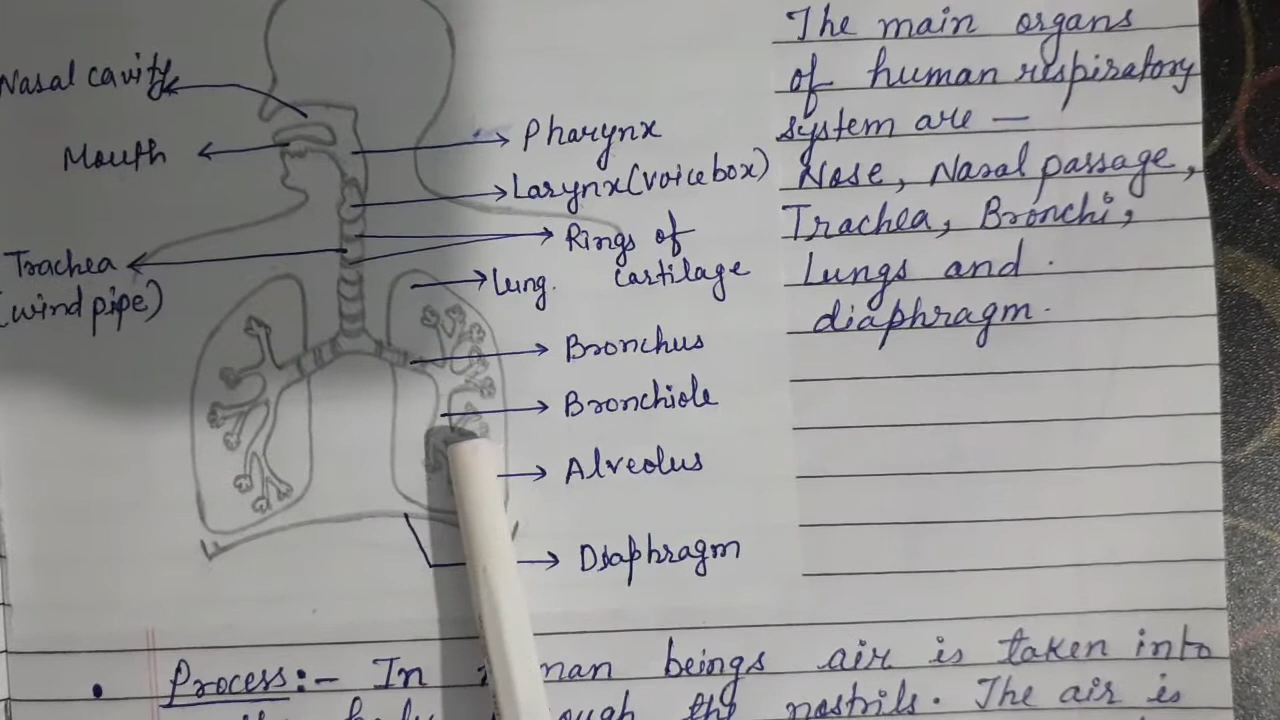 Nasal cavity
Mouth
Trachea
(wind pipe)
Pharynx
Larynx(voice box)
Rings of
cartilage
Lung.
Bronchus
Bronchiole
Alveolus
Diaphragm
The main organs
of human respiratory
system are —
Nose, Nasal passage,
Trachea, Bronchi,
Lungs and
diaphragm.
• Process:- In man beings air is taken into
the nostrils. The air is